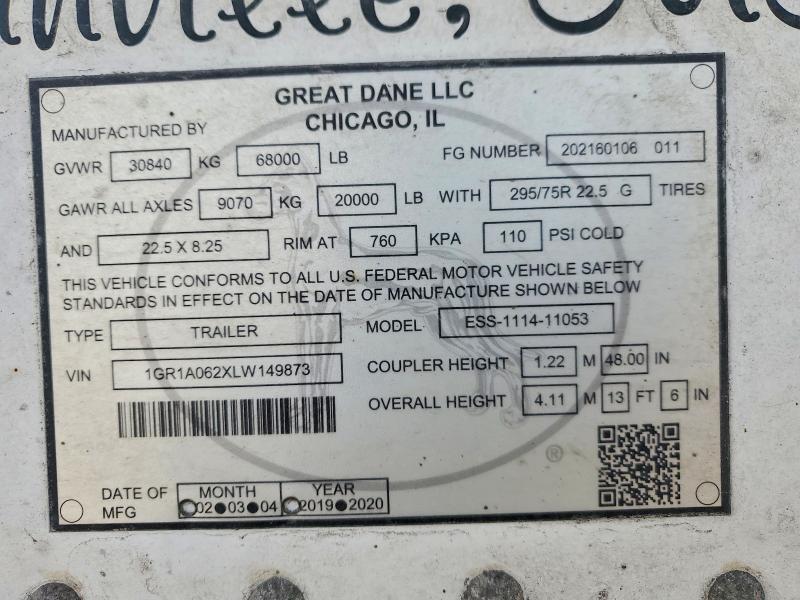 GREAT DANE LLC
MANUFACTURED BY CHICAGO, IL
GVWR 30840 KG 68000 LB FG NUMBER 202160106 011
GAWR ALL AXLES 9070 KG 20000 LB WITH 295/75R 22.5 G TIRES
AND 22.5 X 8.25 RIM AT 760 KPA 110 PSI COLD
THIS VEHICLE CONFORMS TO ALL U.S. FEDERAL MOTOR VEHICLE SAFETY
STANDARDS IN EFFECT ON THE DATE OF MANUFACTURE SHOWN BELOW
TYPE TRAILER MODEL ESS-1114-11053
VIN 1GR1A062XLW149873 COUPLER HEIGHT 1.22 M 48.00 IN
OVERALL HEIGHT 4.11 M 13 FT 6 IN
®
DATE OF MFG MONTH YEAR
02 03 04 2019 2020